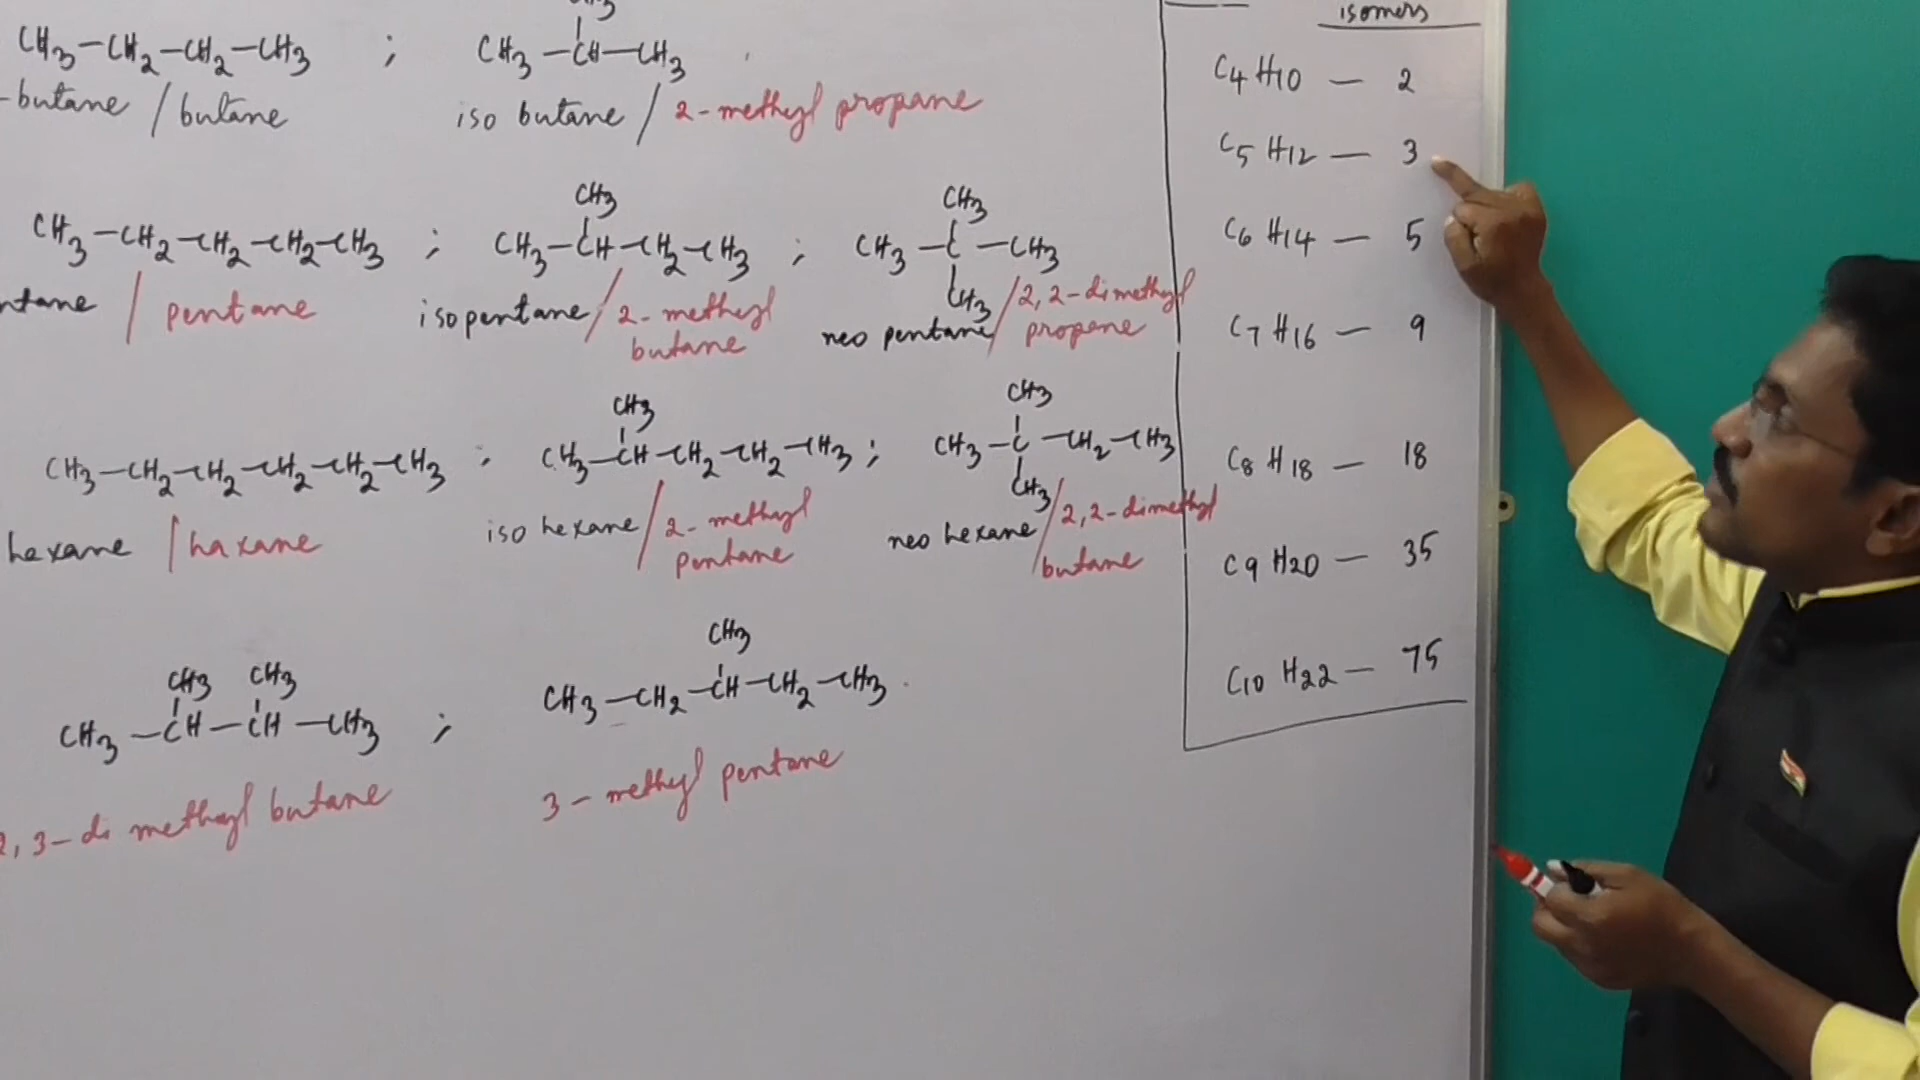 CH3
CH3-CH2-CH2-CH3 ; CH3-CH-CH3
-butane / butane iso butane / 2-methyl propane
CH3 CH3
CH3-CH2-CH2-CH2-CH3 ; CH3-CH-CH2-CH3 ; CH3-C-CH3
CH3
ntane / pentane isopentane / 2-methyl butane neo pentane / 2,2-dimethyl propane
CH3 CH3
CH3-CH2-CH2-CH2-CH2-CH3 ; CH3-CH-CH2-CH2-CH3 ; CH3-C-CH2-CH3
CH3
hexane / haxane iso hexane / 2-methyl pentane neo hexane / 2,2-dimethyl butane
CH3 CH3 CH3
CH3-CH-CH-CH3 ; CH3-CH2-CH-CH2-CH3
2,3-di methyl butane 3-methyl pentane
isomers
C4H10 - 2
C5H12 - 3
C6H14 - 5
C7H16 - 9
C8H18 - 18
C9H20 - 35
C10H22 - 75